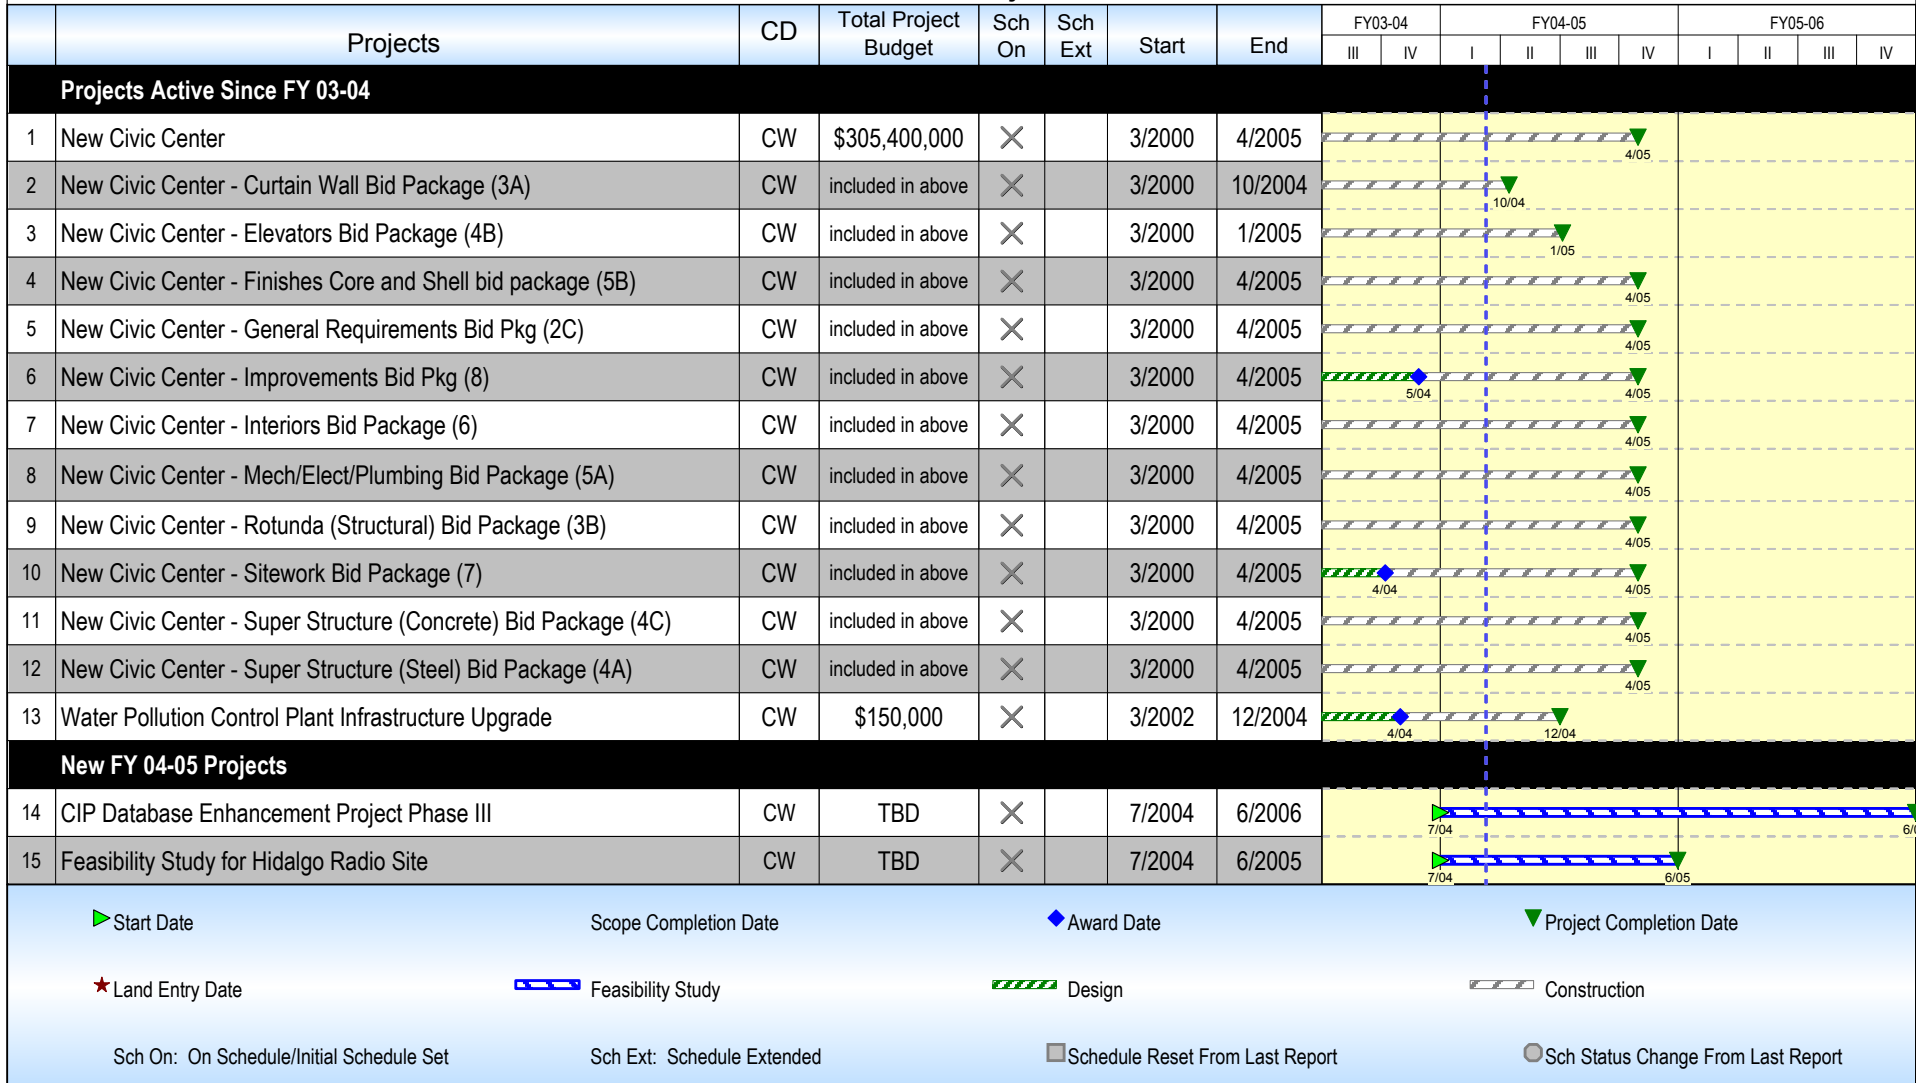 Projects CD Total Project Budget Sch On Sch Ext Start End FY03-04 FY04-05 FY05-06
III IV I II III IV I II III IV
Projects Active Since FY 03-04
1 New Civic Center CW $305,400,000 3/2000 4/2005 4/05
2 New Civic Center - Curtain Wall Bid Package (3A) CW included in above 3/2000 10/2004 10/04
3 New Civic Center - Elevators Bid Package (4B) CW included in above 3/2000 1/2005 1/05
4 New Civic Center - Finishes Core and Shell bid package (5B) CW included in above 3/2000 4/2005 4/05
5 New Civic Center - General Requirements Bid Pkg (2C) CW included in above 3/2000 4/2005 4/05
6 New Civic Center - Improvements Bid Pkg (8) CW included in above 3/2000 4/2005 5/04 4/05
7 New Civic Center - Interiors Bid Package (6) CW included in above 3/2000 4/2005 4/05
8 New Civic Center - Mech/Elect/Plumbing Bid Package (5A) CW included in above 3/2000 4/2005 4/05
9 New Civic Center - Rotunda (Structural) Bid Package (3B) CW included in above 3/2000 4/2005 4/05
10 New Civic Center - Sitework Bid Package (7) CW included in above 3/2000 4/2005 4/04 4/05
11 New Civic Center - Super Structure (Concrete) Bid Package (4C) CW included in above 3/2000 4/2005 4/05
12 New Civic Center - Super Structure (Steel) Bid Package (4A) CW included in above 3/2000 4/2005 4/05
13 Water Pollution Control Plant Infrastructure Upgrade CW $150,000 3/2002 12/2004 4/04 12/04
New FY 04-05 Projects
14 CIP Database Enhancement Project Phase III CW TBD 7/2004 6/2006 7/04
15 Feasibility Study for Hidalgo Radio Site CW TBD 7/2004 6/2005 7/04 6/05
Start Date Scope Completion Date Award Date Project Completion Date
Land Entry Date Feasibility Study Design Construction
Sch On: On Schedule/Initial Schedule Set Sch Ext: Schedule Extended Schedule Reset From Last Report Sch Status Change From Last Report